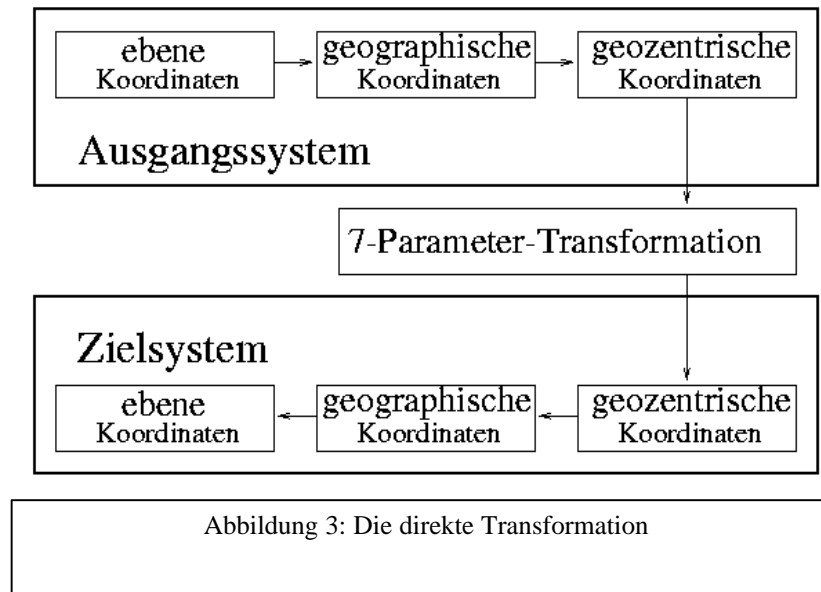 ebene
Koordinaten
geographische
Koordinaten
geozentrische
Koordinaten
Ausgangssystem
7-Parameter-Transformation
Zielsystem
ebene
Koordinaten
geographische
Koordinaten
geozentrische
Koordinaten
Abbildung 3: Die direkte Transformation